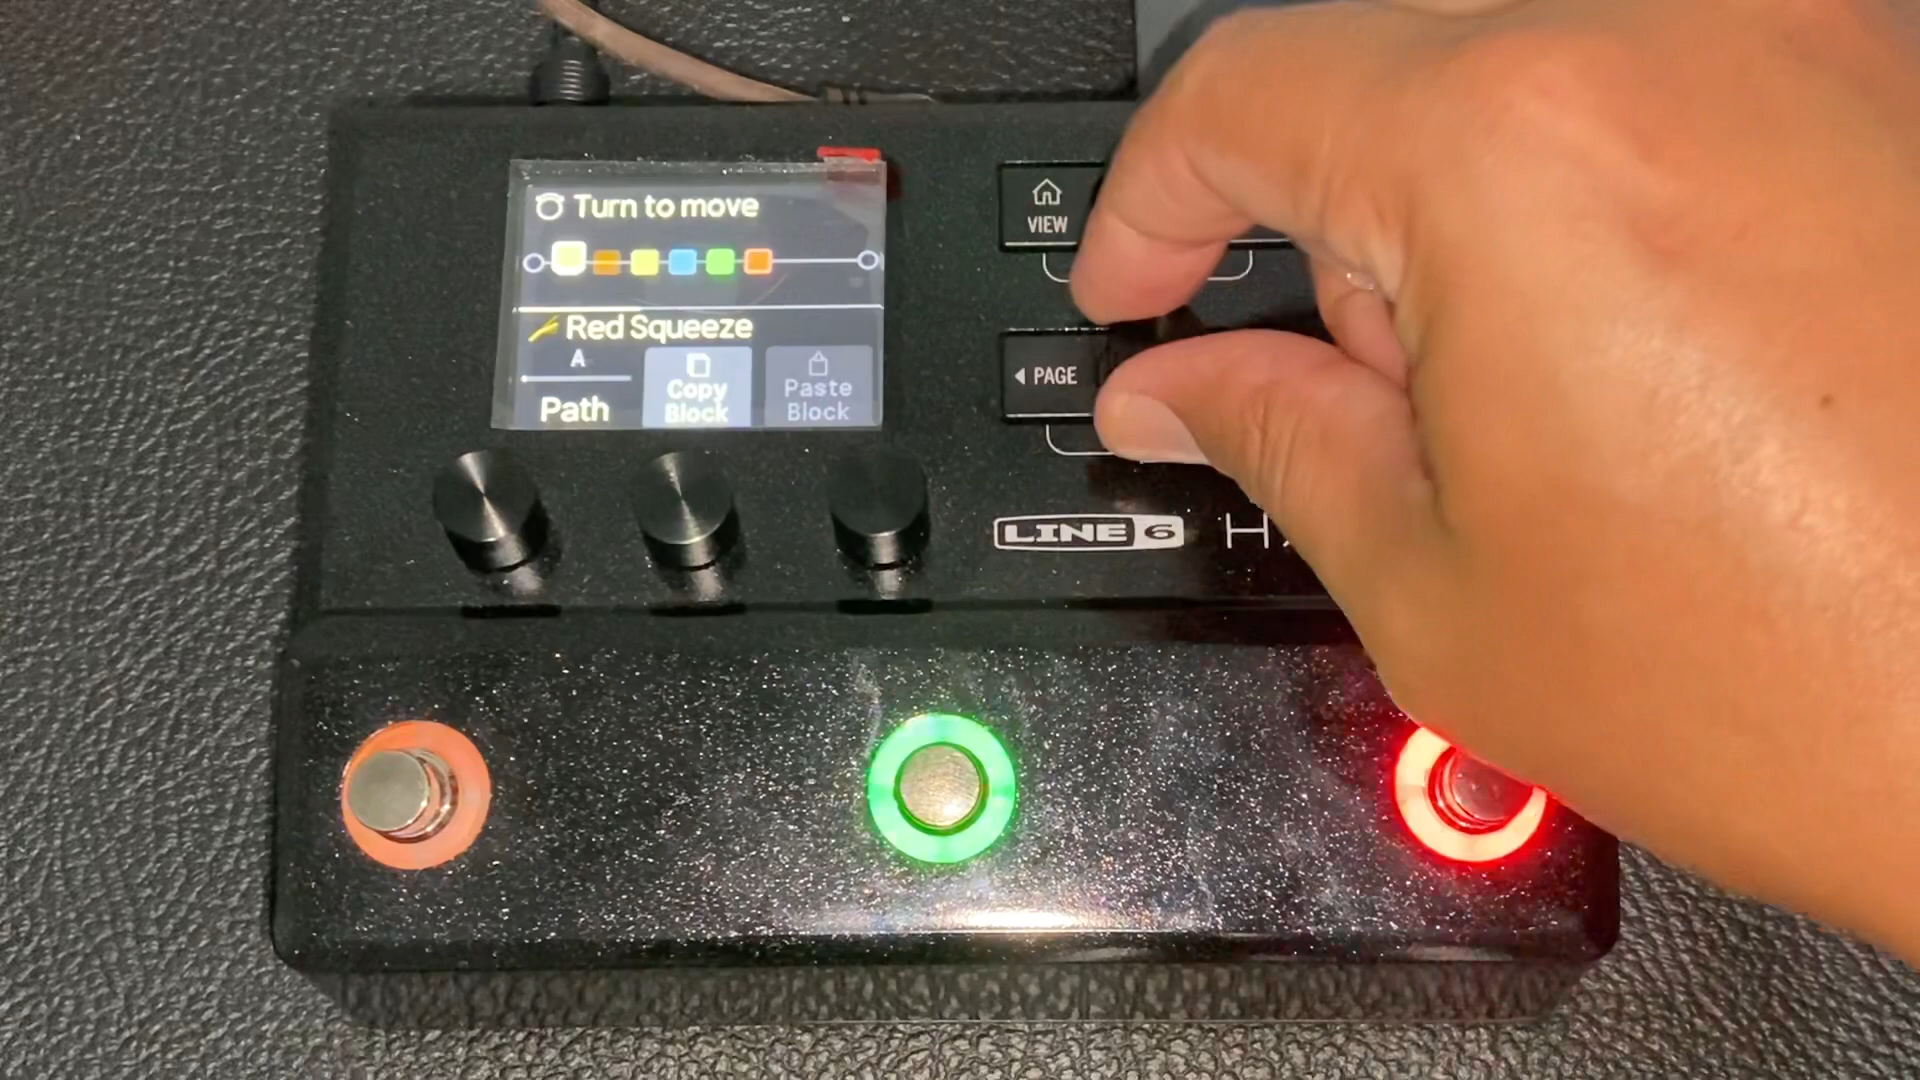 Turn to move
Red Squeeze
A
Path
Copy
Block
Paste
Block
VIEW
PAGE
LINE 6